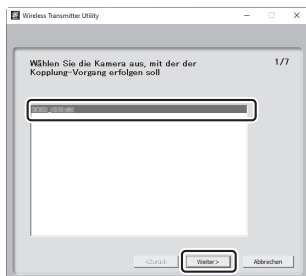 Wireless Transmitter Utility
Wählen Sie die Kamera aus, mit der der
Kopplung-Vorgang erfolgen soll
1/7
<Zurück
Weiter>
Abbrechen